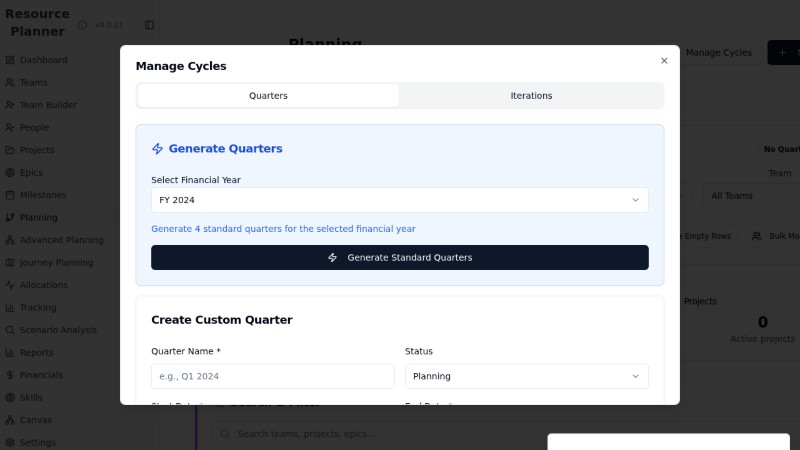 Resource
Planner
v0.0.21
Dashboard
Teams
Team Builder
People
Projects
Epics
Milestones
Planning
Advanced Planning
Journey Planning
Allocations
Tracking
Scenario Analysis
Reports
Financials
Skills
Canvas
Settings
Planning
Manage Cycles
Manage Cycles
Quarters
Iterations
Generate Quarters
Select Financial Year
FY 2024
Generate 4 standard quarters for the selected financial year
Generate Standard Quarters
Create Custom Quarter
Quarter Name *
Status
e.g., Q1 2024
Planning
No Quart
Team
All Teams
Empty Rows
Bulk Mo
Projects
0
Active projects
Search teams, projects, epics...